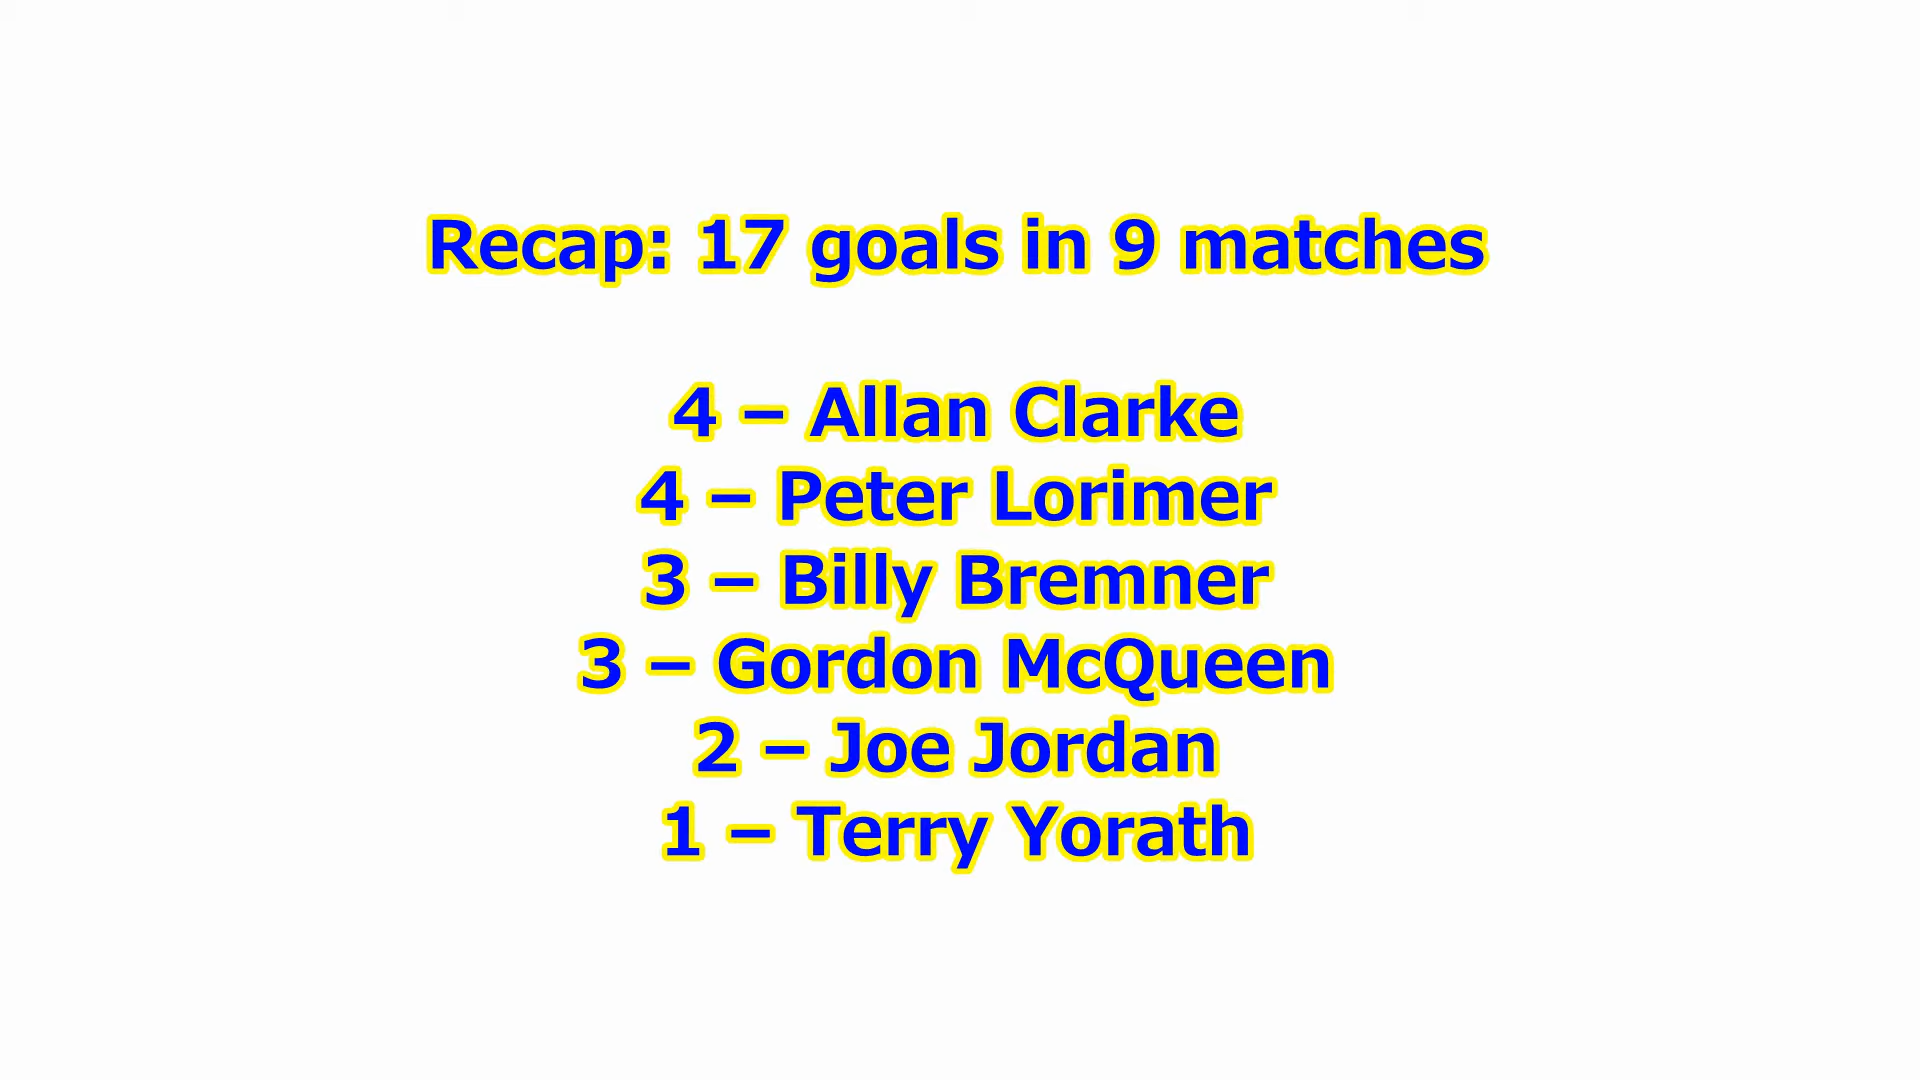 Recap: 17 goals in 9 matches
4 – Allan Clarke
4 – Peter Lorimer
3 – Billy Bremner
3 – Gordon McQueen
2 – Joe Jordan
1 – Terry Yorath